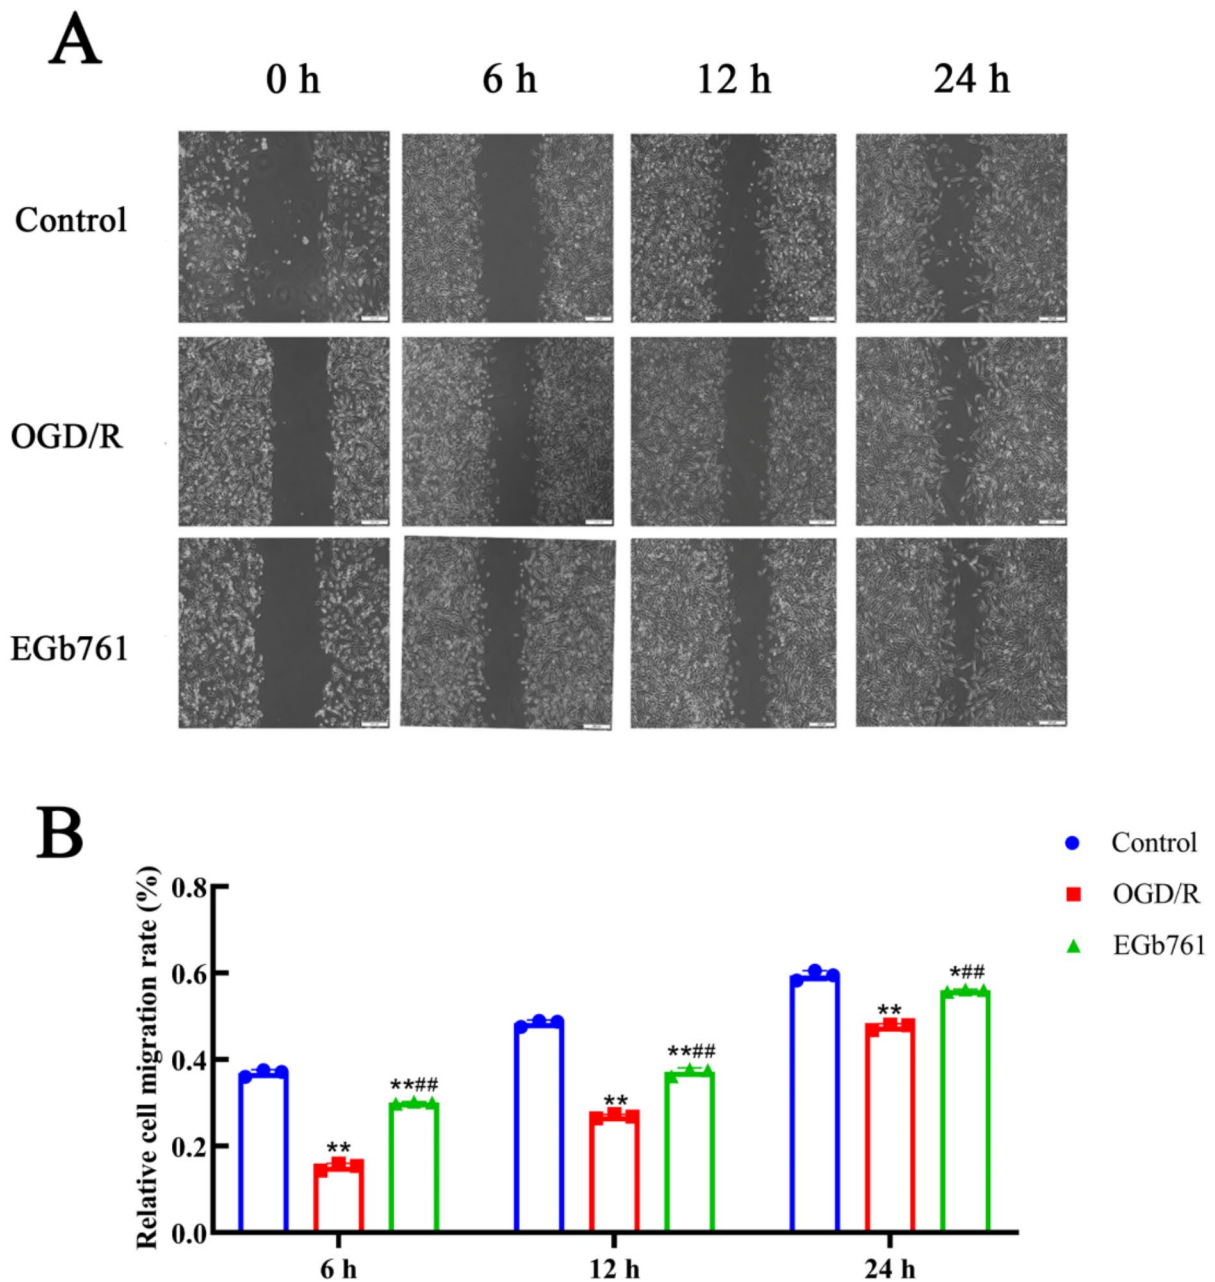 A
0 h 6 h 12 h 24 h
Control
OGD/R
EGb761
B
Control
OGD/R
EGb761
Relative cell migration rate (%)
0.8
0.6
0.4
0.2
0.0
** **##
** **##
** *##
6 h 12 h 24 h